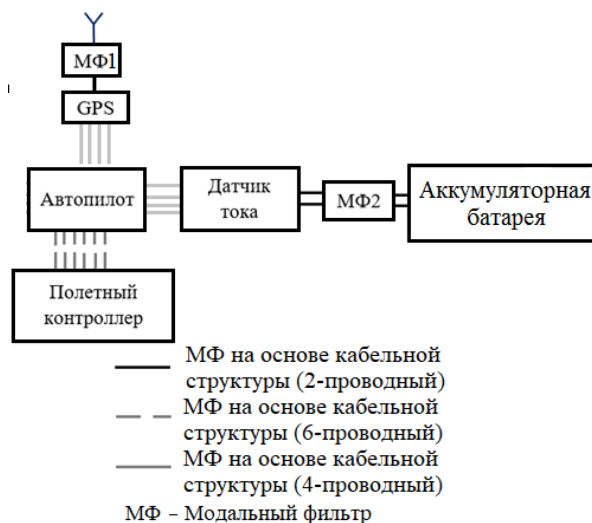 МФ1
GPS
Автопилот
Датчик
тока
МФ2
Аккумуляторная
батарея
Полетный
контроллер
МФ на основе кабельной
структуры (2-проводный)
МФ на основе кабельной
структуры (6-проводный)
МФ на основе кабельной
структуры (4-проводный)
МФ – Модальный фильтр